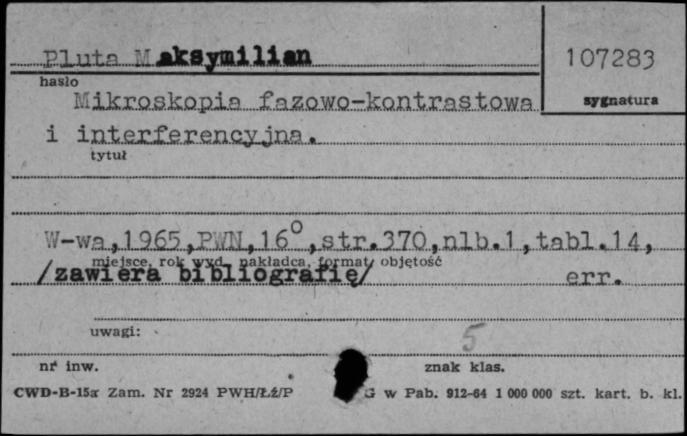 Pluta Maksymilian
107283
hasło
sygnatura
Mikroskopia fazowo-kontrastowa
i interferencyjna.
tytuł
W-wa,1965,PWN,16°,str.370,nlb.1,tabl.14,
miejsce, rok wyd. nakładca, format, objętość
/zawiera bibliografię/ err.
uwagi:
5
nr inw.
znak klas.
CWD-B-15a Zam. Nr 2924 PWH/Łź/P
G w Pab. 912-64 1 000 000 szt. kart. b. kl.